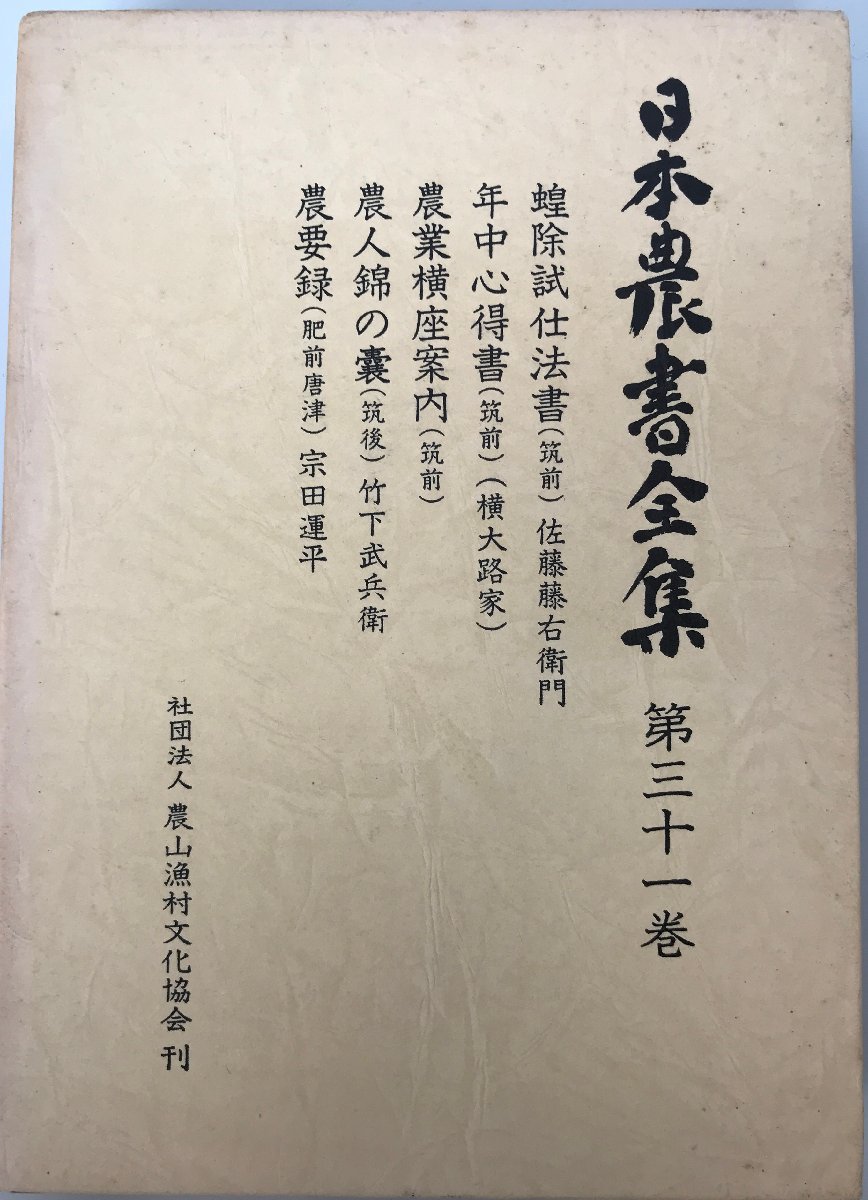 日本農書全集 第三十一巻
蝗除試仕法書(筑前) 佐藤藤右衛門
年中心得書(筑前)(横大路家)
農業横座案内(筑前)
農人錦の嚢(筑後) 竹下武兵衛
農要録(肥前唐津) 宗田運平
社団法人 農山漁村文化協会 刊